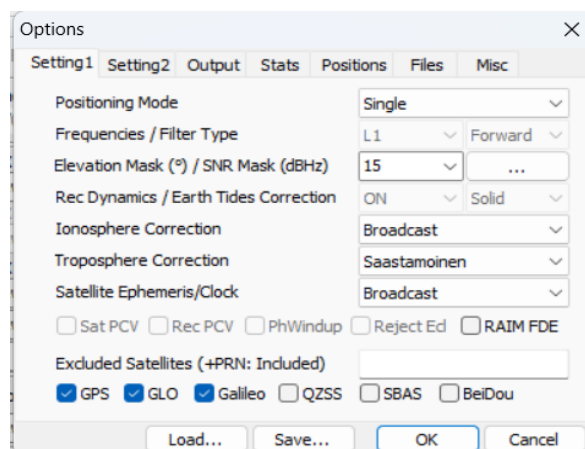 Options
Setting1 Setting2 Output Stats Positions Files Misc
Positioning Mode Single
Frequencies / Filter Type L1 Forward
Elevation Mask (°) / SNR Mask (dBHz) 15 ...
Rec Dynamics / Earth Tides Correction ON Solid
Ionosphere Correction Broadcast
Troposphere Correction Saastamoinen
Satellite Ephemeris/Clock Broadcast
Sat PCV Rec PCV PhWindup Reject Ecl RAIM FDE
Excluded Satellites (+PRN: Included)
GPS GLO Galileo QZSS SBAS BeiDou
Load... Save... OK Cancel